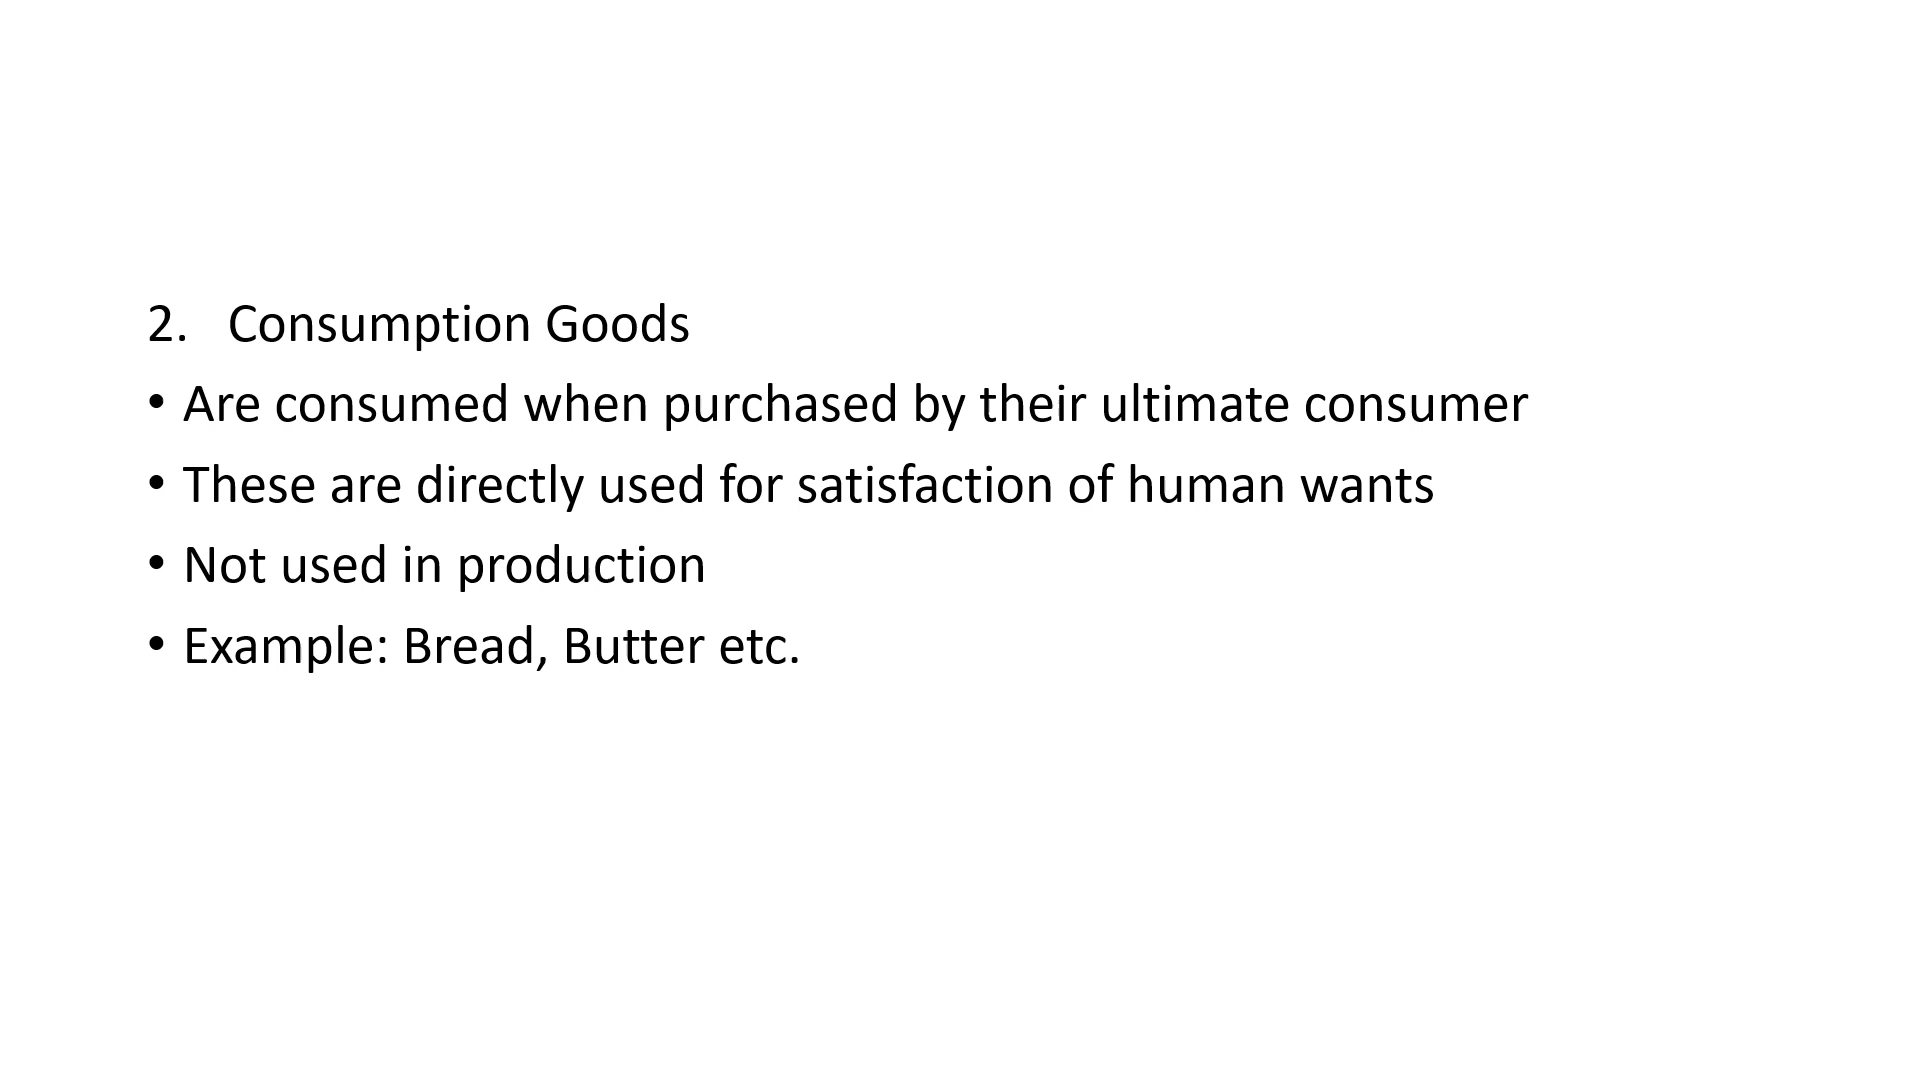 2. Consumption Goods
• Are consumed when purchased by their ultimate consumer
• These are directly used for satisfaction of human wants
• Not used in production
• Example: Bread, Butter etc.